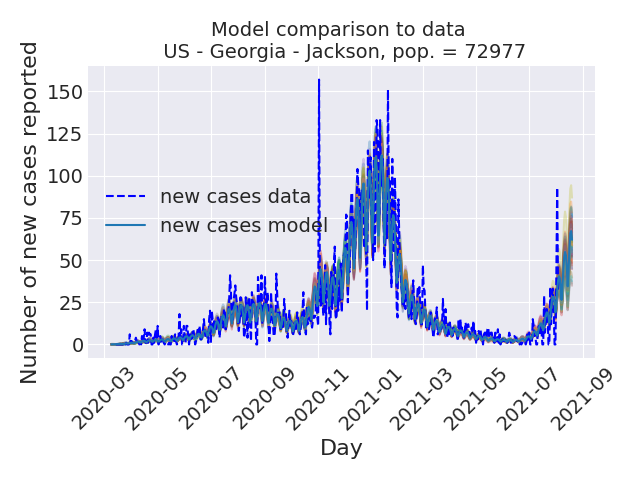 Model comparison to data
US - Georgia - Jackson, pop. = 72977
Number of new cases reported
150
125
100
75
50
25
0
new cases data
new cases model
2020-03
2020-05
2020-07
2020-09
2020-11
2021-01
2021-03
2021-05
2021-07
2021-09
Day